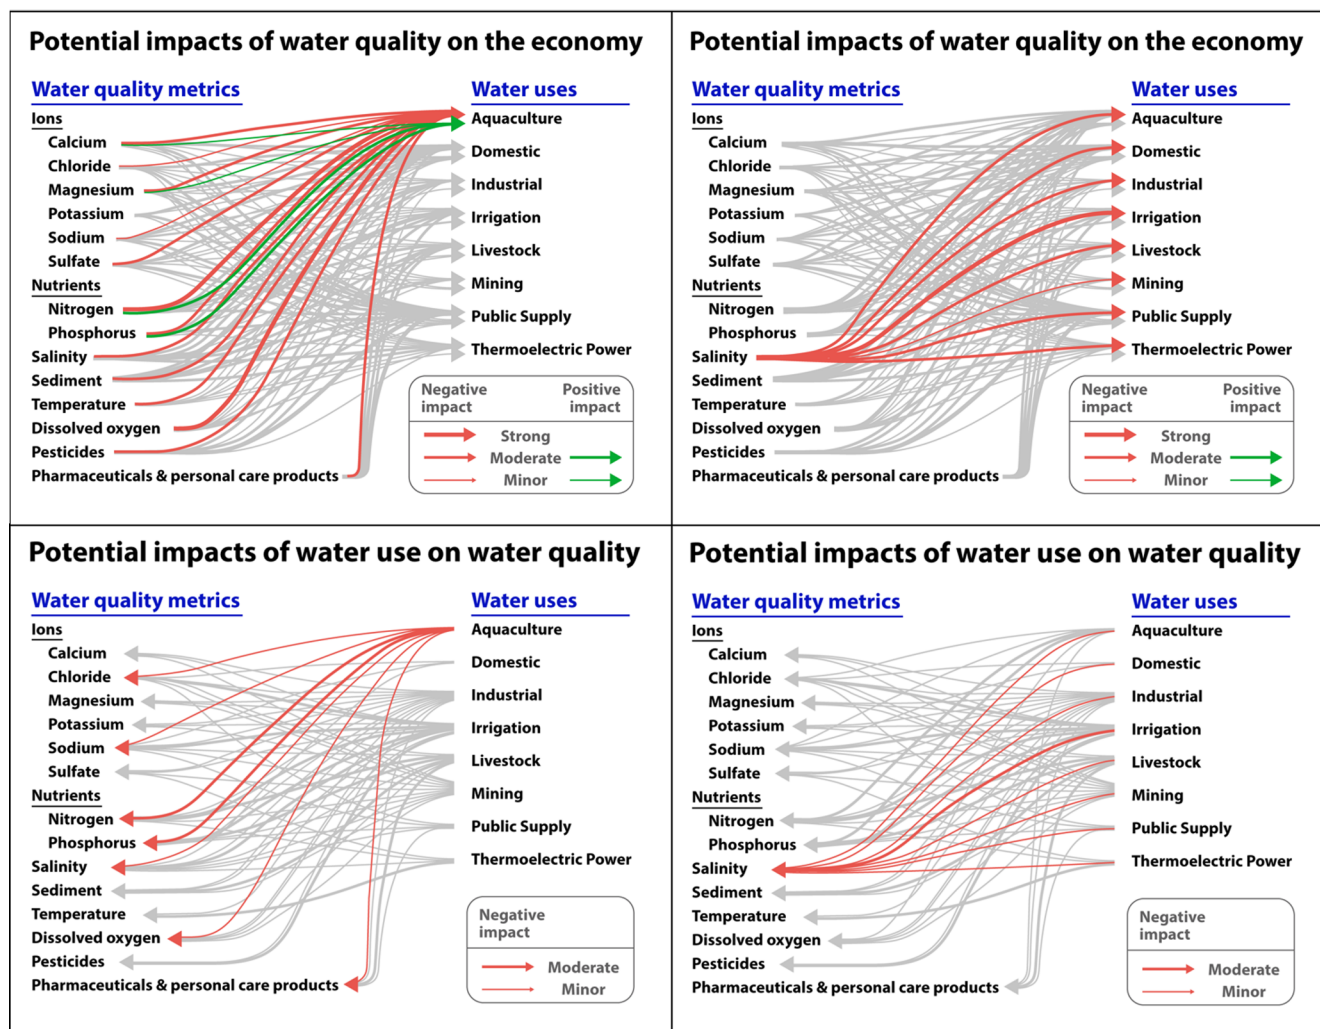 Potential impacts of water quality on the economy
Water quality metrics
Water uses
Ions
Calcium
Chloride
Magnesium
Potassium
Sodium
Sulfate
Nutrients
Nitrogen
Phosphorus
Salinity
Sediment
Temperature
Dissolved oxygen
Pesticides
Pharmaceuticals & personal care products
Aquaculture
Domestic
Industrial
Irrigation
Livestock
Mining
Public Supply
Thermoelectric Power
Negative impact
Positive impact
Strong
Moderate
Minor
Potential impacts of water quality on the economy
Water quality metrics
Water uses
Ions
Calcium
Chloride
Magnesium
Potassium
Sodium
Sulfate
Nutrients
Nitrogen
Phosphorus
Salinity
Sediment
Temperature
Dissolved oxygen
Pesticides
Pharmaceuticals & personal care products
Aquaculture
Domestic
Industrial
Irrigation
Livestock
Mining
Public Supply
Thermoelectric Power
Negative impact
Positive impact
Strong
Moderate
Minor
Potential impacts of water use on water quality
Water quality metrics
Water uses
Ions
Calcium
Chloride
Magnesium
Potassium
Sodium
Sulfate
Nutrients
Nitrogen
Phosphorus
Salinity
Sediment
Temperature
Dissolved oxygen
Pesticides
Pharmaceuticals & personal care products
Aquaculture
Domestic
Industrial
Irrigation
Livestock
Mining
Public Supply
Thermoelectric Power
Negative
impact
Moderate
Minor
Potential impacts of water use on water quality
Water quality metrics
Water uses
Ions
Calcium
Chloride
Magnesium
Potassium
Sodium
Sulfate
Nutrients
Nitrogen
Phosphorus
Salinity
Sediment
Temperature
Dissolved oxygen
Pesticides
Pharmaceuticals & personal care products
Aquaculture
Domestic
Industrial
Irrigation
Livestock
Mining
Public Supply
Thermoelectric Power
Negative
impact
Moderate
Minor